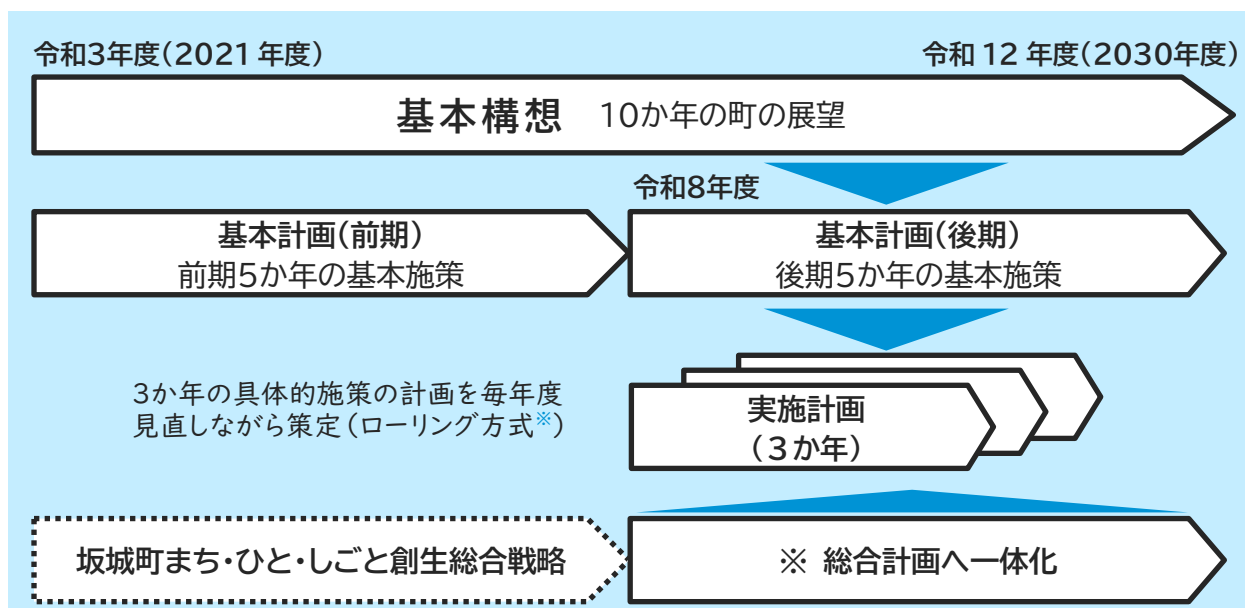 令和3年度(2021年度)
令和12年度(2030年度)
基本構想 10か年の町の展望
令和8年度
基本計画(前期)
前期5か年の基本施策
基本計画(後期)
後期5か年の基本施策
3か年の具体的施策の計画を毎年度
見直しながら策定(ローリング方式※)
実施計画
(3か年)
坂城町まち・ひと・しごと創生総合戦略
※ 総合計画へ一体化